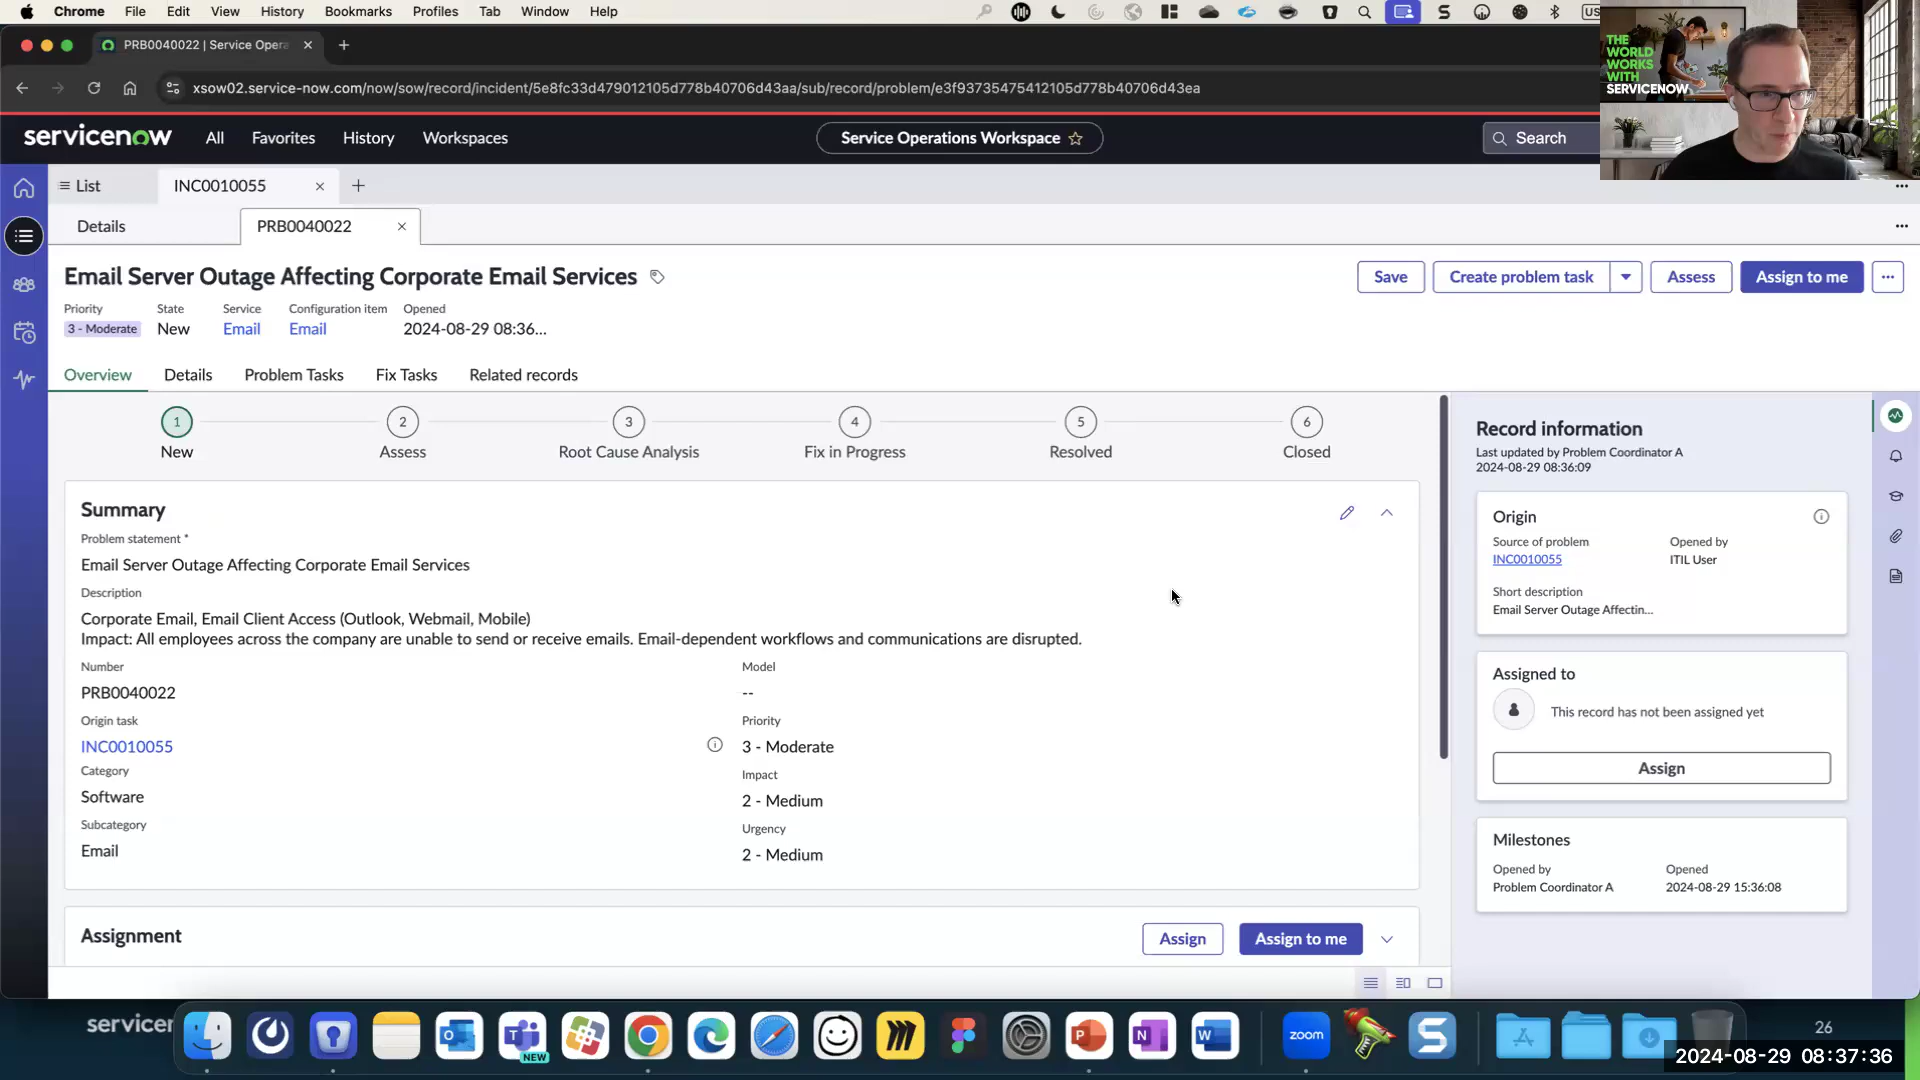 Chrome File Edit View History Bookmarks Profiles Tab Window Help
PRB0040022 | Service Opera
xsow02.service-now.com/now/sow/record/incident/5e8fc33d479012105d778b40706d43aa/sub/record/problem/e3f93735475412105d778b40706d43ea
THE
WORLD
WORKS
WITH
SERVICENOW
servicenow All Favorites History Workspaces
Service Operations Workspace
Search
List
INC0010055
Details
PRB0040022
Email Server Outage Affecting Corporate Email Services
Save
Create problem task
Assess
Assign to me
Priority State Service Configuration item Opened
3 - Moderate New Email Email 2024-08-29 08:36...
Overview Details Problem Tasks Fix Tasks Related records
1 2 3 4 5 6
New Assess Root Cause Analysis Fix in Progress Resolved Closed
Summary
Problem statement *
Email Server Outage Affecting Corporate Email Services
Description
Corporate Email, Email Client Access (Outlook, Webmail, Mobile)
Impact: All employees across the company are unable to send or receive emails. Email-dependent workflows and communications are disrupted.
Number
PRB0040022
Origin task
INC0010055
Category
Software
Subcategory
Email
Model
--
Priority
3 - Moderate
Impact
2 - Medium
Urgency
2 - Medium
Assignment
Assign
Assign to me
Record information
Last updated by Problem Coordinator A
2024-08-29 08:36:09
Origin
Source of problem Opened by
INC0010055 ITIL User
Short description
Email Server Outage Affectin...
Assigned to
This record has not been assigned yet
Assign
Milestones
Opened by Opened
Problem Coordinator A 2024-08-29 15:36:08
servicer
NEW
zoom
26
2024-08-29 08:37:36